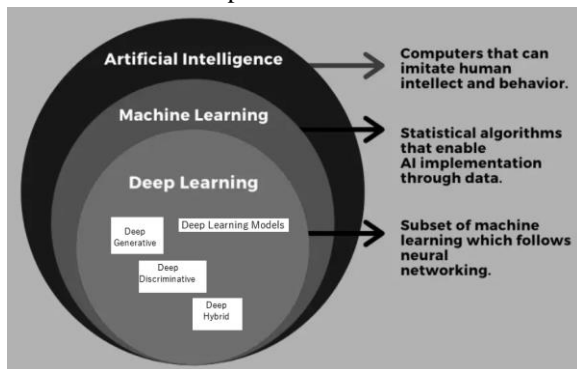 Artificial Intelligence
Computers that can
imitate human
intellect and behavior.
Machine Learning
Statistical algorithms
that enable
AI implementation
through data.
Deep Learning
Deep Learning Models
Deep
Generative
Deep
Discriminative
Deep
Hybrid
Subset of machine
learning which follows
neural
networking.